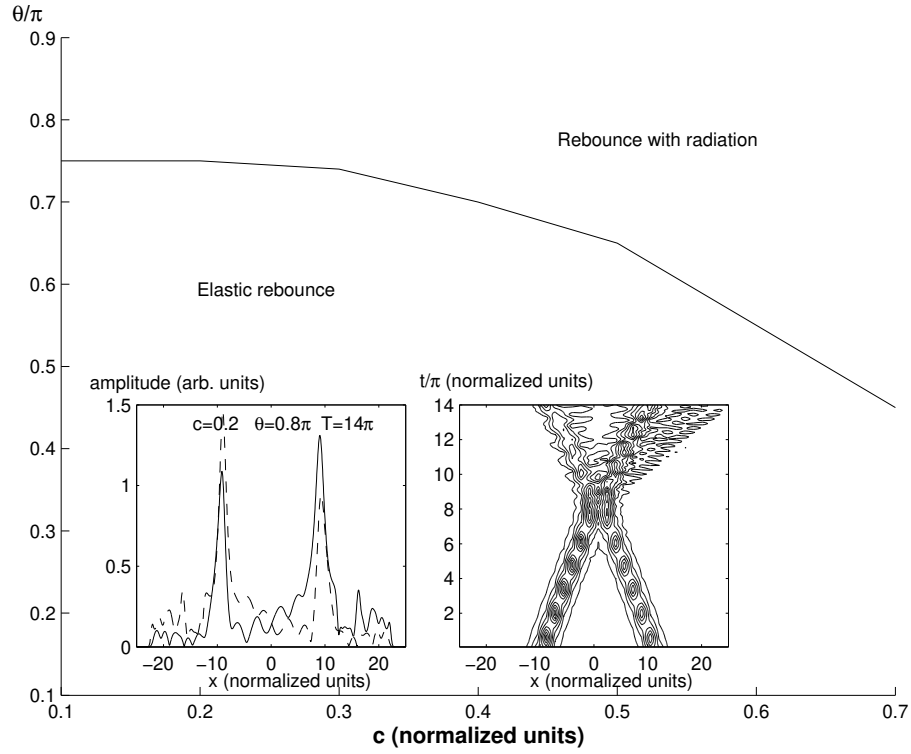 θ/π
0.9
0.8
0.7
0.6
0.5
0.4
0.3
0.2
0.1
Rebounce with radiation
Elastic rebounce
amplitude (arb. units)
1.5
1
0.5
0
c=0.2 θ=0.8π T=14π
−20 −10 0 10 20
x (normalized units)
t/π (normalized units)
14
12
10
8
6
4
2
−20 −10 0 10 20
x (normalized units)
0.1 0.2 0.3 0.4 0.5 0.6 0.7
c (normalized units)